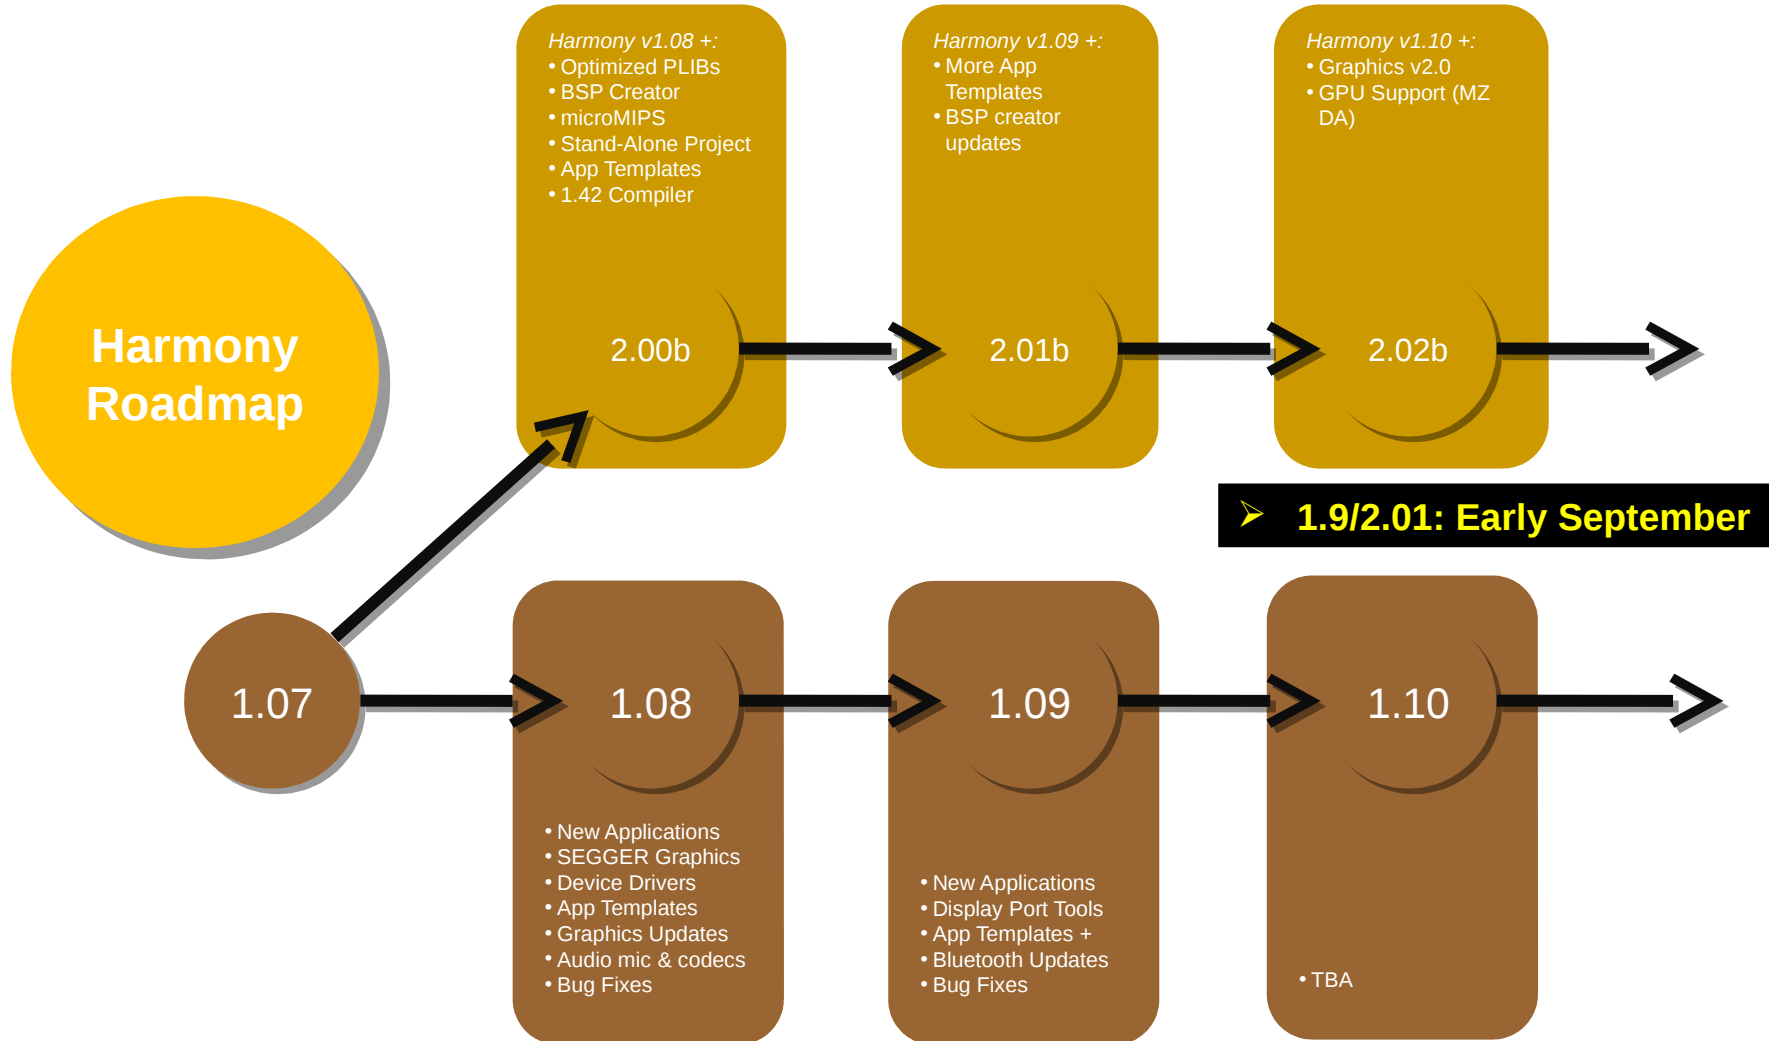 Harmony v1.08 +:
• Optimized PLIBs
• BSP Creator
• microMIPS
• Stand-Alone Project
• App Templates
• 1.42 Compiler
2.00b
Harmony v1.09 +:
• More App
Templates
• BSP creator
updates
2.01b
Harmony v1.10 +:
• Graphics v2.0
• GPU Support (MZ
DA)
2.02b
Harmony
Roadmap
➢ 1.9/2.01: Early September
1.07
1.08
• New Applications
• SEGGER Graphics
• Device Drivers
• App Templates
• Graphics Updates
• Audio mic & codecs
• Bug Fixes
1.09
• New Applications
• Display Port Tools
• App Templates +
• Bluetooth Updates
• Bug Fixes
1.10
• TBA